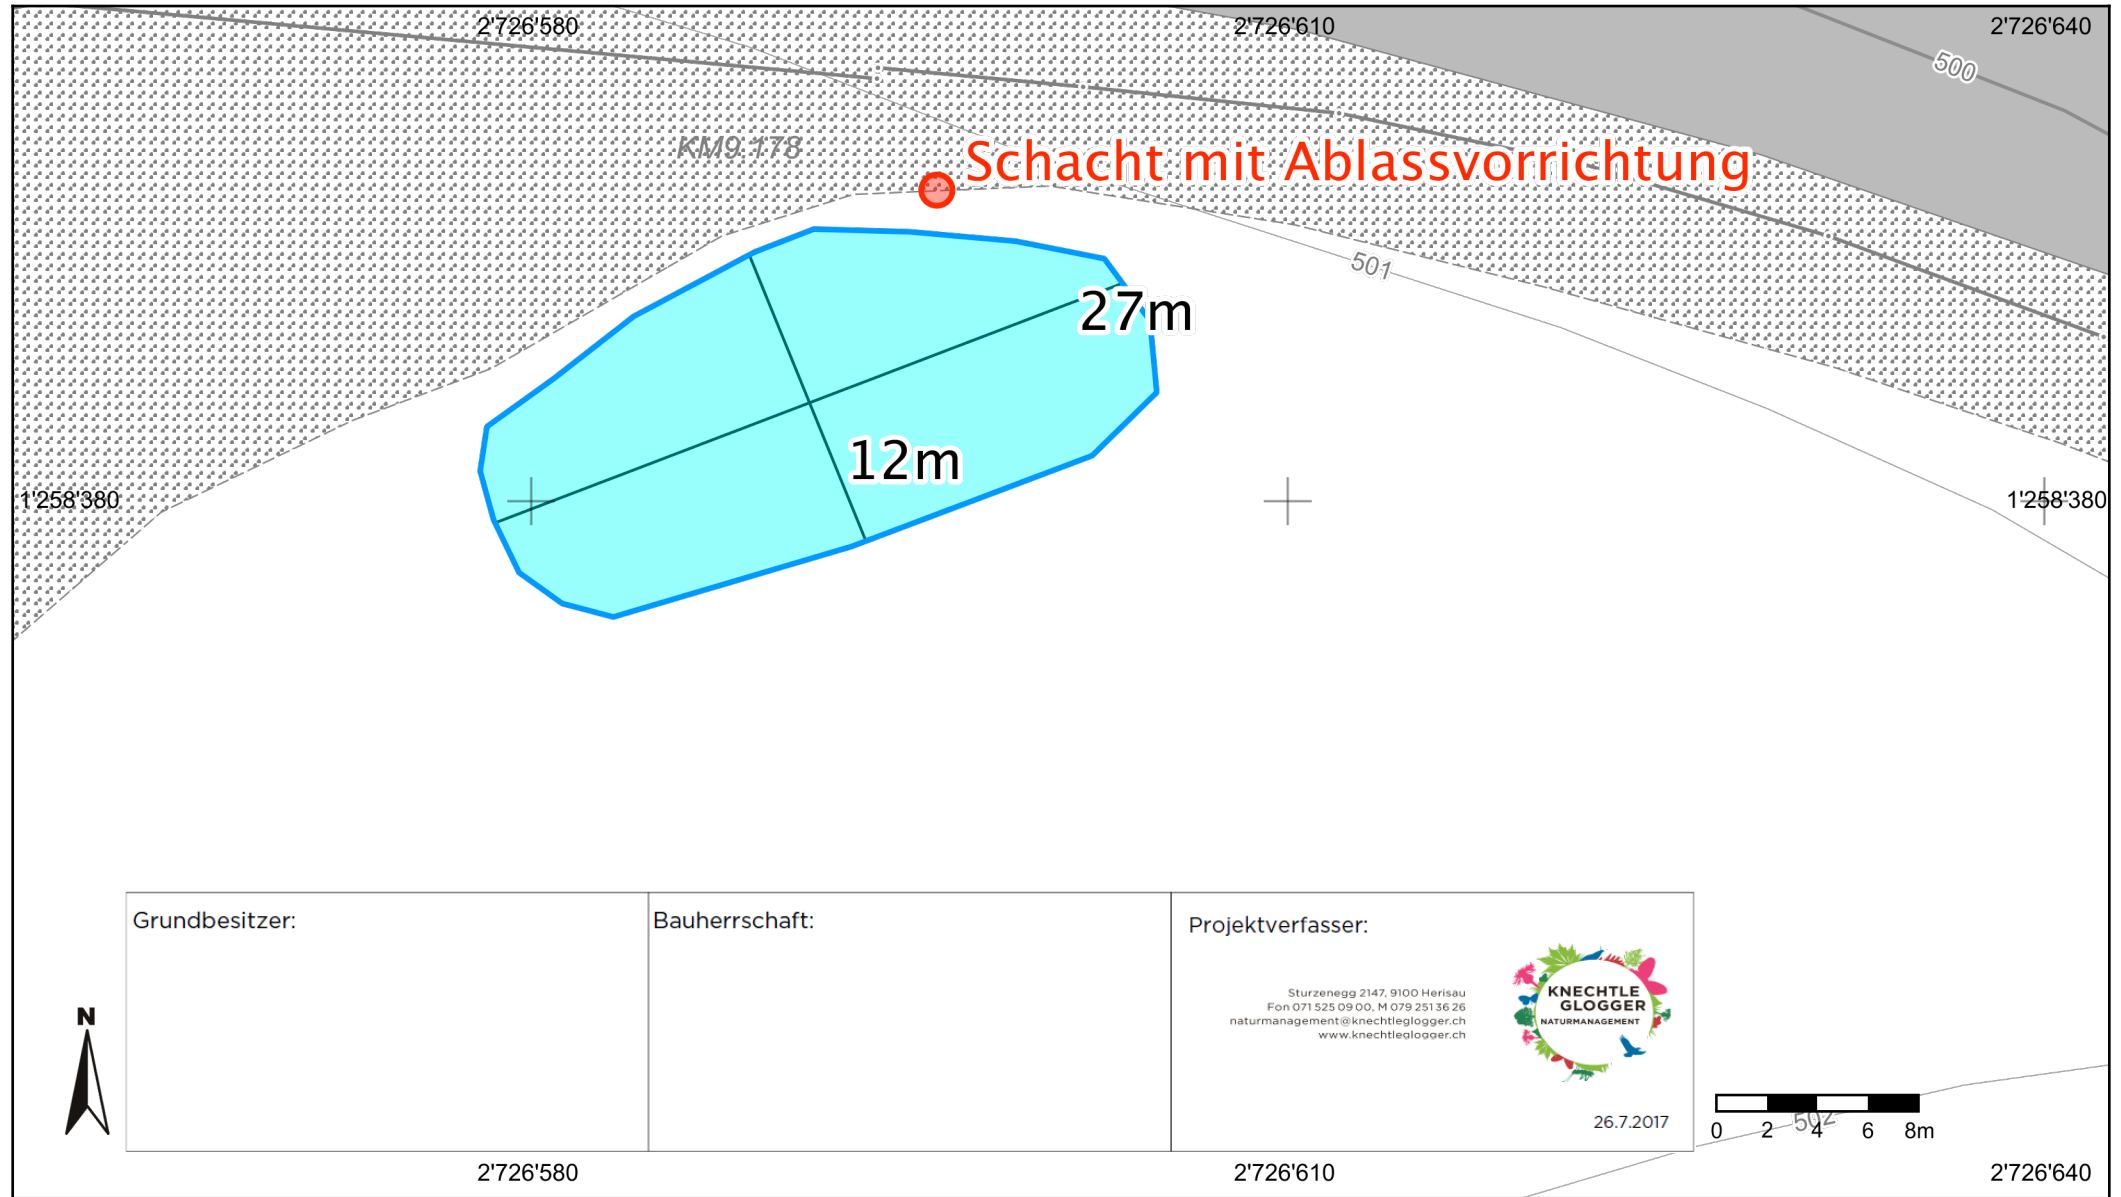 2'726'580
2'726'610
2'726'640
500
KM9.178
Schacht mit Ablassvorrichtung
501
27m
12m
1'258'380
1'258'380
Grundbesitzer:
Bauherrschaft:
Projektverfasser:
Sturzenegg 2147, 9100 Herisau
Fon 071 525 09 00, M 079 251 36 26
naturmanagement@knechtleglogger.ch
www.knechtleglogger.ch
KNECHTLE
GLOGGER
NATURMANAGEMENT
26.7.2017
N
502
0 2 4 6 8m
2'726'580
2'726'610
2'726'640